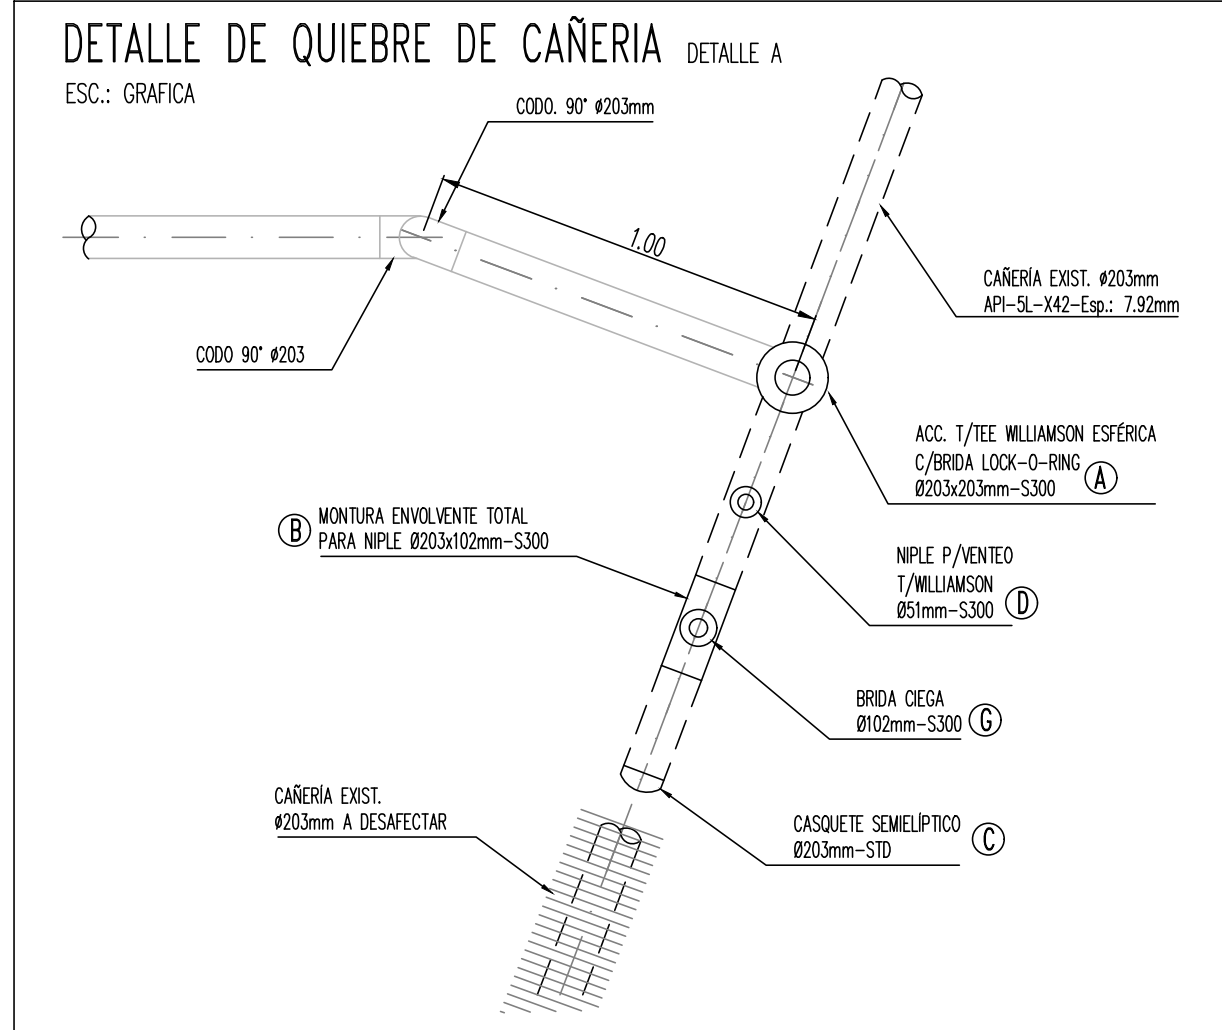 DETALLE DE QUIEBRE DE CAÑERIA DETALLE A
ESC.: GRAFICA
CODO. 90° Ø203mm
1.00
CAÑERÍA EXIST. Ø203mm
API-5L-X42-Esp.: 7.92mm
CODO 90° Ø203
ACC. T/TEE WILLIAMSON ESFÉRICA
C/BRIDA LOCK-O-RING
Ø203x203mm-S300 A
B MONTURA ENVOLVENTE TOTAL
PARA NIPLE Ø203x102mm-S300
NIPLE P/VENTEO
T/WILLIAMSON
Ø51mm-S300 D
BRIDA CIEGA
Ø102mm-S300 G
CAÑERÍA EXIST.
Ø203mm A DESAFECTAR
CASQUETE SEMIELÍPTICO
Ø203mm-STD C